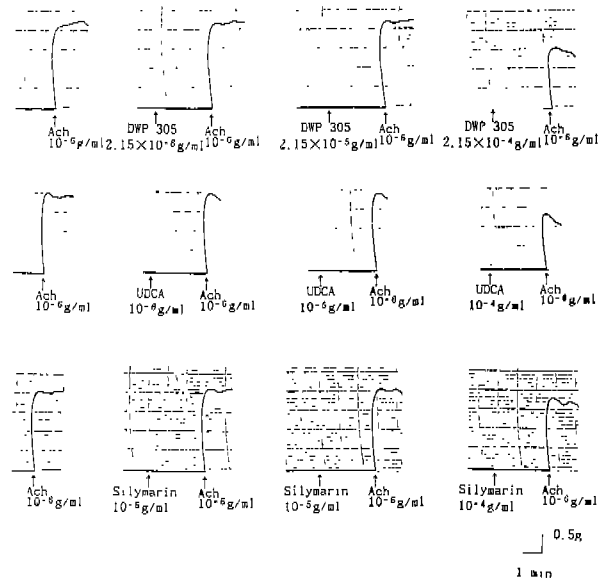 Ach
10⁻⁶g/ml
DWP 305
2.15×10⁻⁶g/ml
Ach
10⁻⁶g/ml
DWP 305
2.15×10⁻⁵g/ml
Ach
10⁻⁶g/ml
DWP 305
2.15×10⁻⁴g/ml
Ach
10⁻⁶g/ml
Ach
10⁻⁶g/ml
UDCA
10⁻⁶g/ml
Ach
10⁻⁶g/ml
UDCA
10⁻⁵g/ml
Ach
10⁻⁶g/ml
UDCA
10⁻⁴g/ml
Ach
10⁻⁶g/ml
Ach
10⁻⁶g/ml
Silymarin
10⁻⁶g/ml
Ach
10⁻⁶g/ml
Silymarin
10⁻⁵g/ml
Ach
10⁻⁶g/ml
Silymarin
10⁻⁴g/ml
Ach
10⁻⁶g/ml
0.5g
1 min